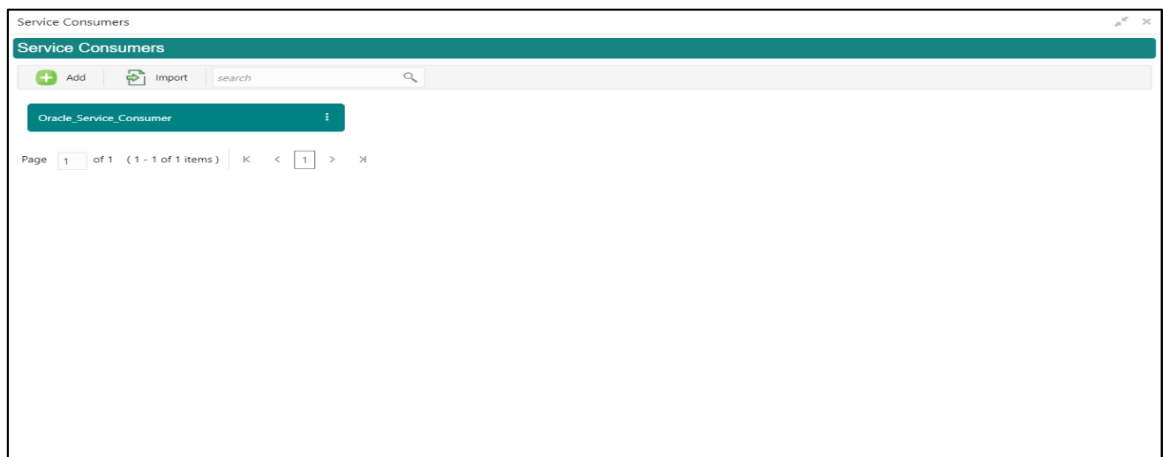 Service Consumers
Service Consumers
Add Import search
Oracle_Service_Consumer
Page 1 of 1 ( 1 - 1 of 1 items ) 1